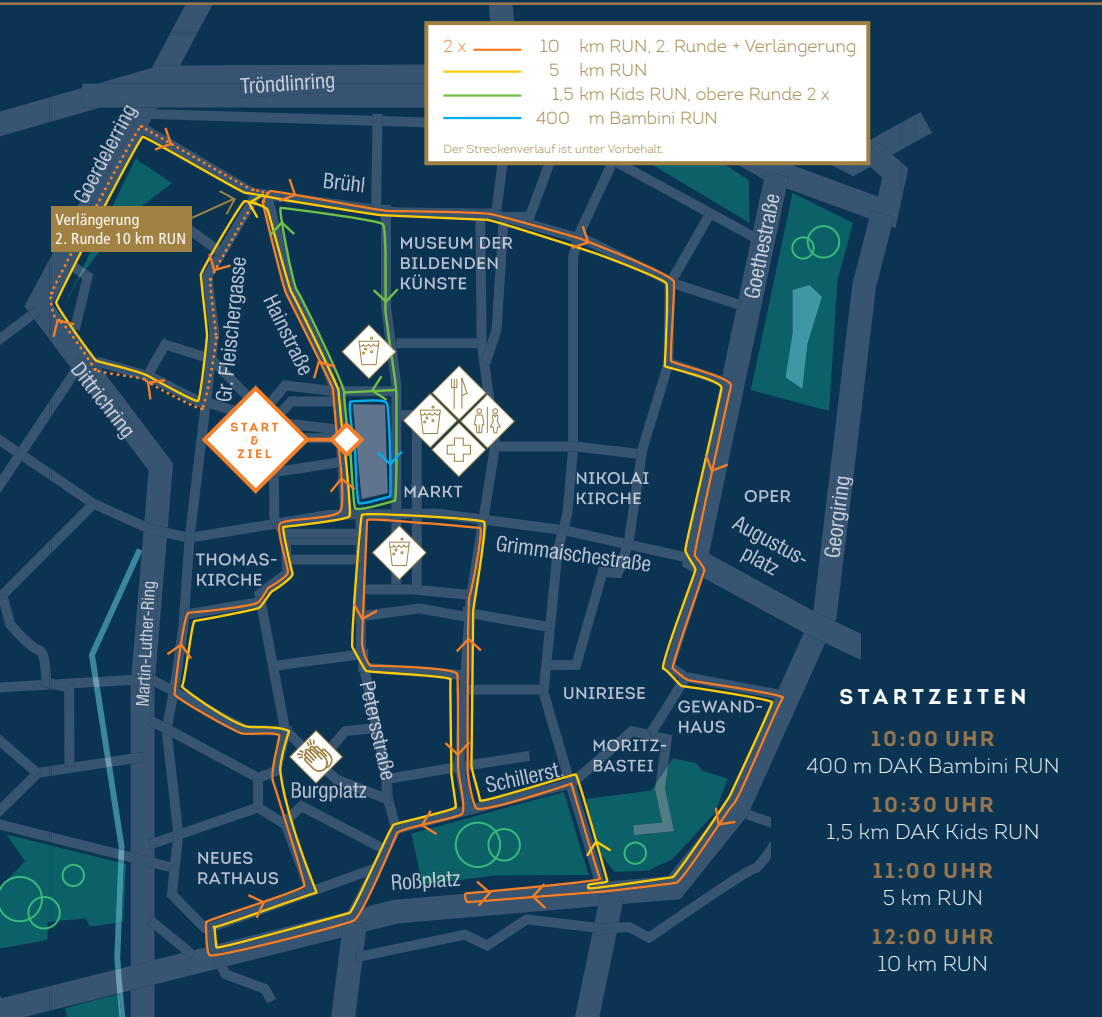 2 x 10 km RUN, 2. Runde + Verlängerung
5 km RUN
1,5 km Kids RUN, obere Runde 2 x
400 m Bambini RUN
Der Streckenverlauf ist unter Vorbehalt.
Tröndlinring
Goerdelerring
Brühl
Verlängerung
2. Runde 10 km RUN
Goethestraße
MUSEUM DER
BILDENDEN
KÜNSTE
Gr. Fleischergasse
Hainstraße
Dittrichring
START
&
ZIEL
MARKT
NIKOLAI
KIRCHE
OPER
Augustus-
platz
Georgiring
Grimmaischestraße
THOMAS-
KIRCHE
Martin-Luther-Ring
Petersstraße
UNIRIESE
GEWAND-
HAUS
MORITZ-
BASTEI
Schillerst.
Burgplatz
NEUES
RATHAUS
Roßplatz
STARTZEITEN
10:00 UHR
400 m DAK Bambini RUN
10:30 UHR
1,5 km DAK Kids RUN
11:00 UHR
5 km RUN
12:00 UHR
10 km RUN